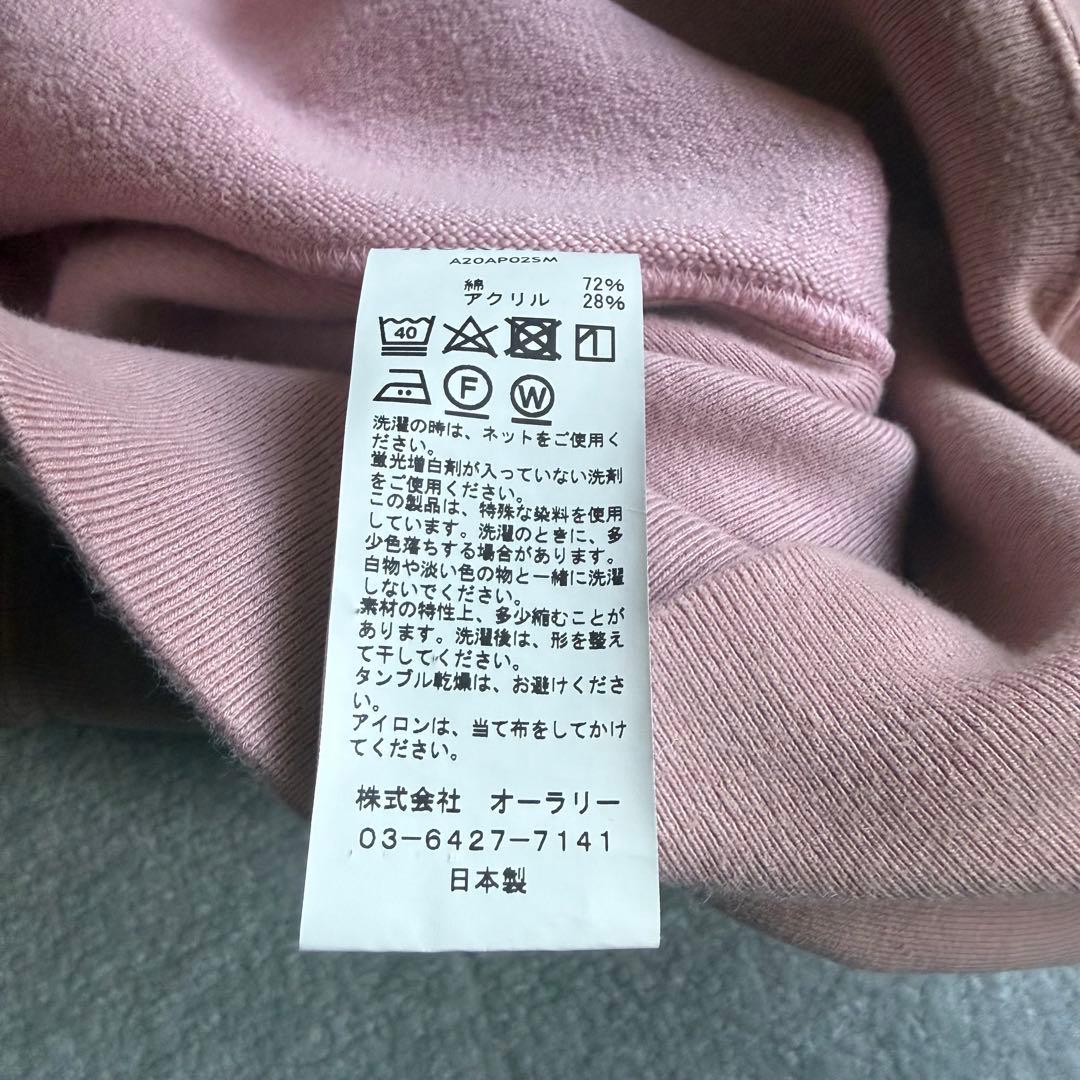 A20AP02SM
綿 72%
アクリル 28%
40
F
W
洗濯の時は、ネットをご使用く
ださい。
蛍光増白剤が入っていない洗剤
をご使用ください。
この製品は、特殊な染料を使用
しています。洗濯のときに、多
少色落ちする場合があります。
白物や淡い色の物と一緒に洗濯
しないでください。
素材の特性上、多少縮むことが
あります。洗濯後は、形を整え
て干してください。
タンブル乾燥は、お避けくださ
い。
アイロンは、当て布をしてかけ
てください。
株式会社 オーラリー
03-6427-7141
日本製